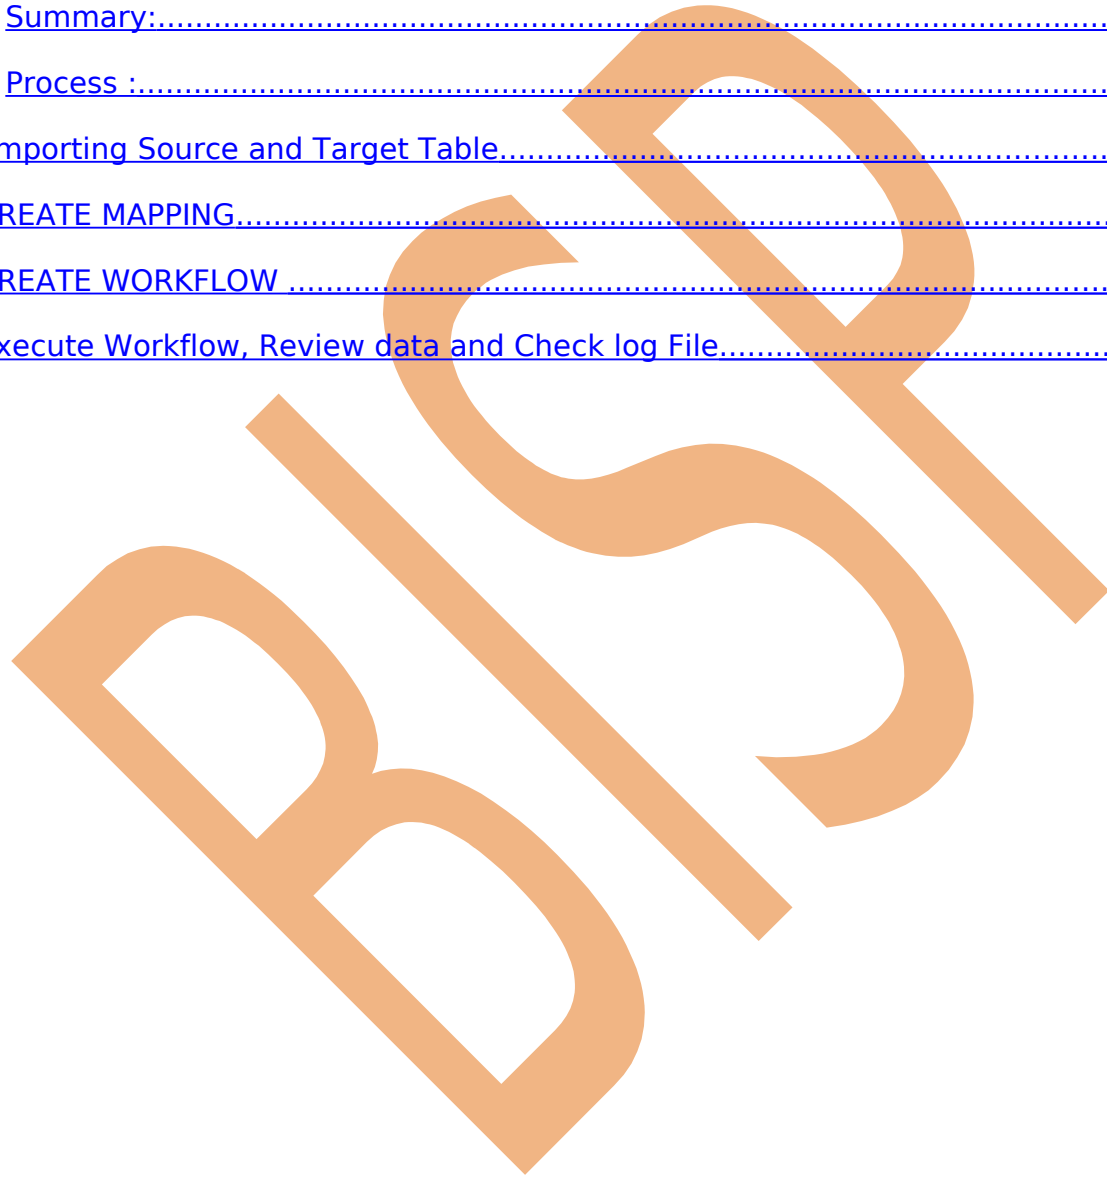 Summary:........................................................................................................
Process :..........................................................................................................
mporting Source and Target Table.................................................................
REATE MAPPING.............................................................................................
REATE WORKFLOW .......................................................................................
xecute Workflow, Review data and Check log File.........................................
BISP